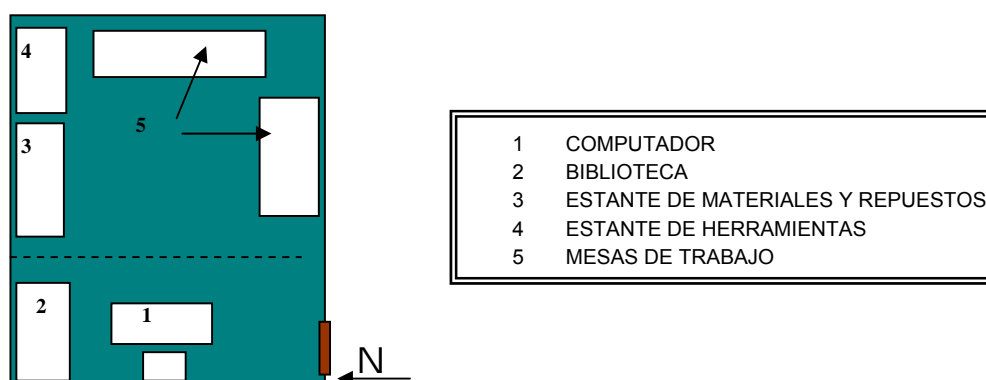 4
5
3
2
1
N
1 COMPUTADOR
2 BIBLIOTECA
3 ESTANTE DE MATERIALES Y REPUESTOS
4 ESTANTE DE HERRAMIENTAS
5 MESAS DE TRABAJO